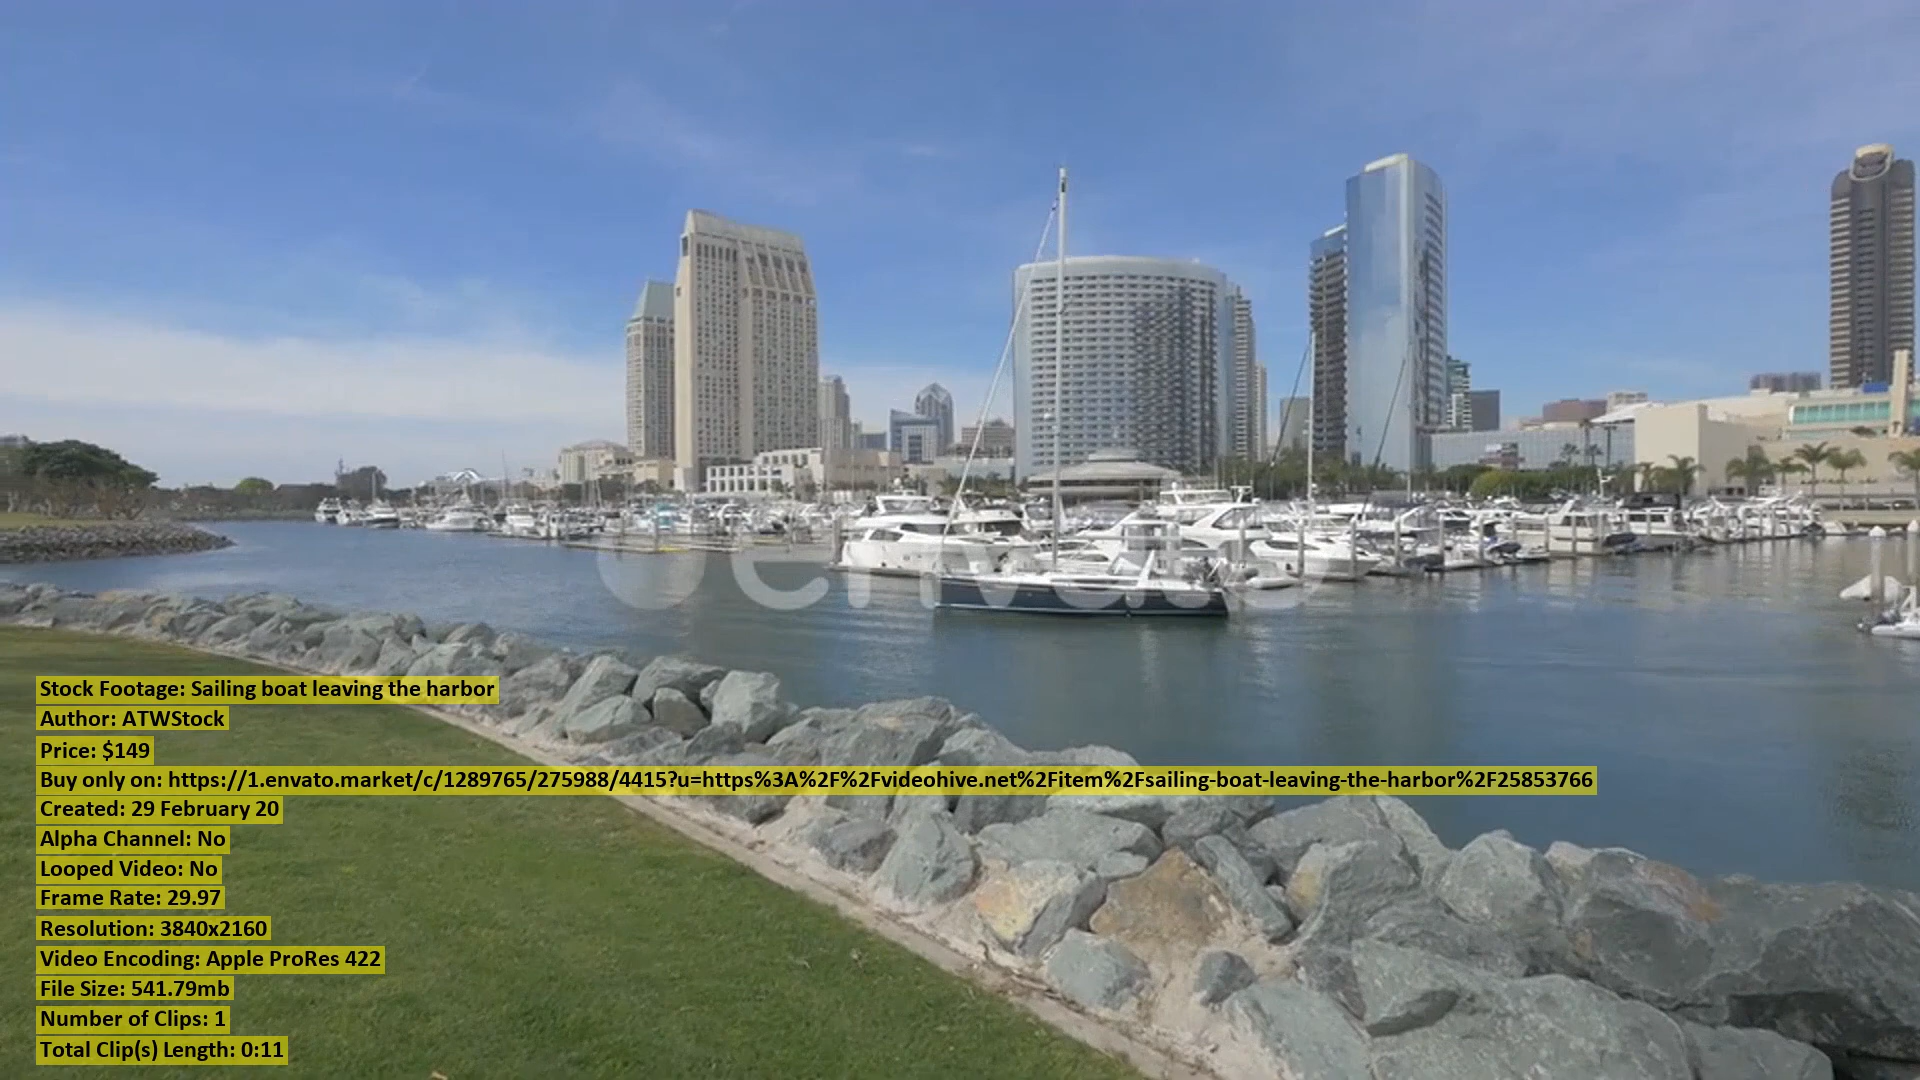 envato
Stock Footage: Sailing boat leaving the harbor
Author: ATWStock
Price: $149
Buy only on: https://1.envato.market/c/1289765/275988/4415?u=https%3A%2F%2Fvideohive.net%2Fitem%2Fsailing-boat-leaving-the-harbor%2F25853766
Created: 29 February 20
Alpha Channel: No
Looped Video: No
Frame Rate: 29.97
Resolution: 3840x2160
Video Encoding: Apple ProRes 422
File Size: 541.79mb
Number of Clips: 1
Total Clip(s) Length: 0:11